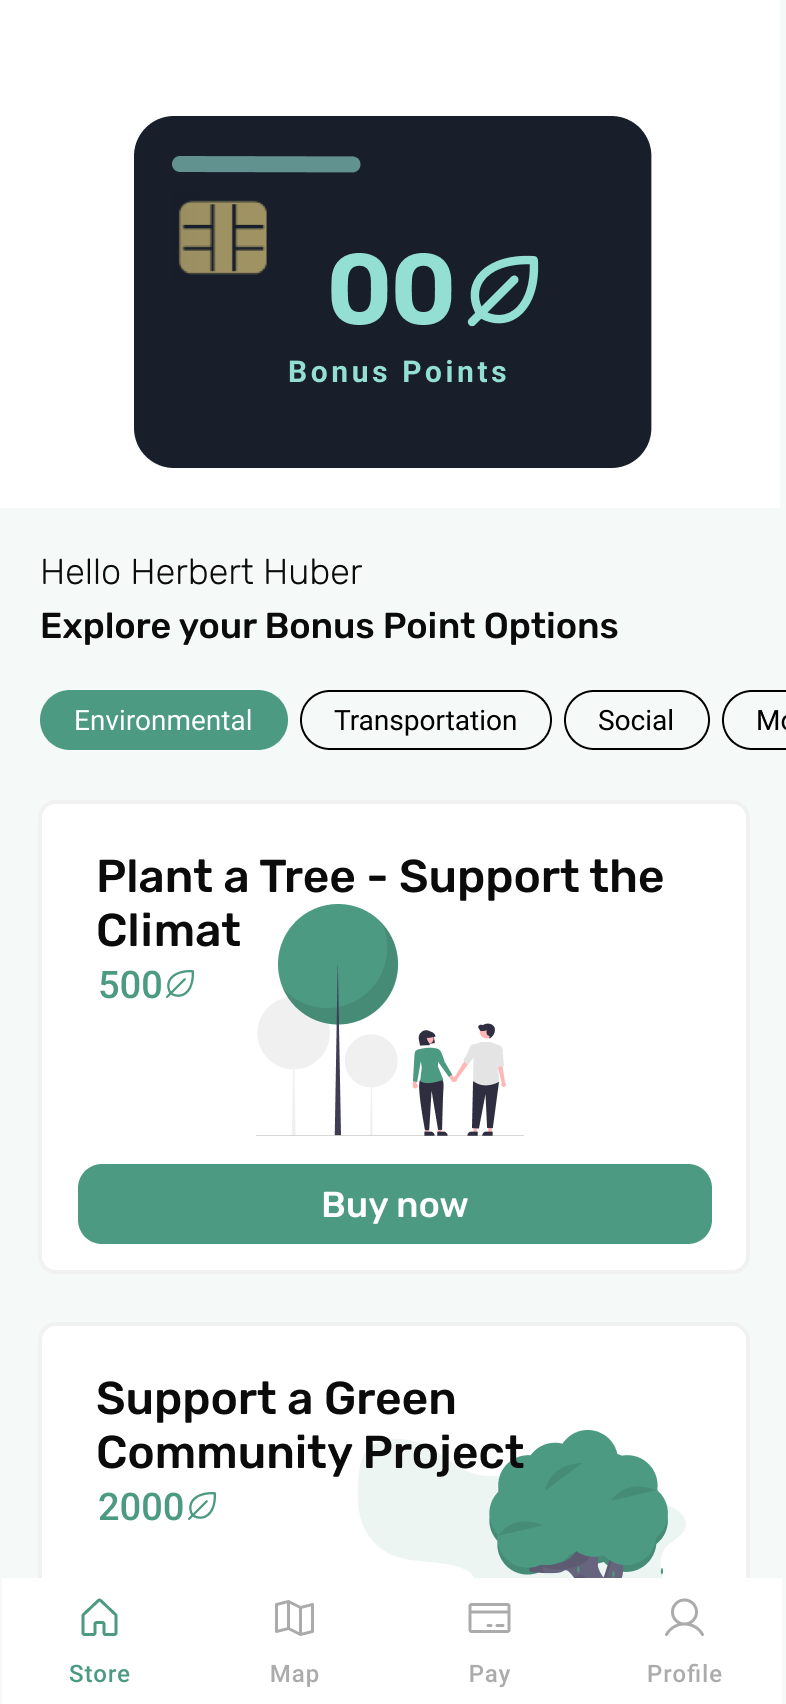 00
Bonus Points
Hello Herbert Huber
Explore your Bonus Point Options
Environmental
Transportation
Social
Plant a Tree - Support the
Climat
500
Buy now
Support a Green
Community Project
2000
Store
Map
Pay
Profile